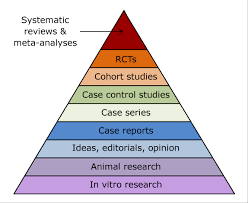 Systematic
reviews &
meta-analyses
RCTs
Cohort studies
Case control studies
Case series
Case reports
Ideas, editorials, opinion
Animal research
In vitro research